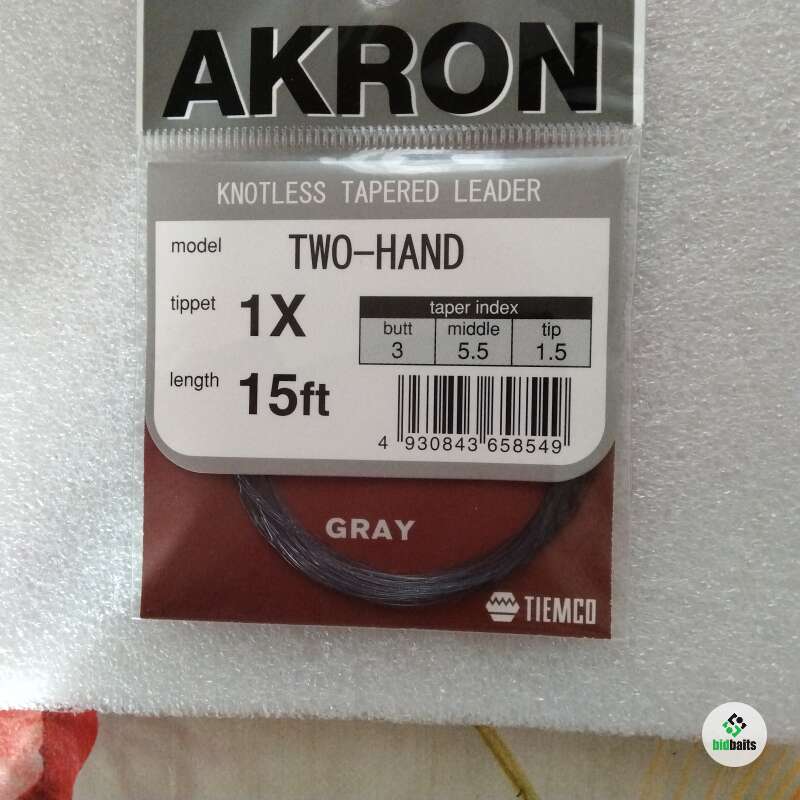 AKRON
KNOTLESS TAPERED LEADER
model TWO-HAND
tippet 1X
length 15ft
taper index
butt middle tip
3 5.5 1.5
4 930843 658549
GRAY
TIEMCO
bidbaits